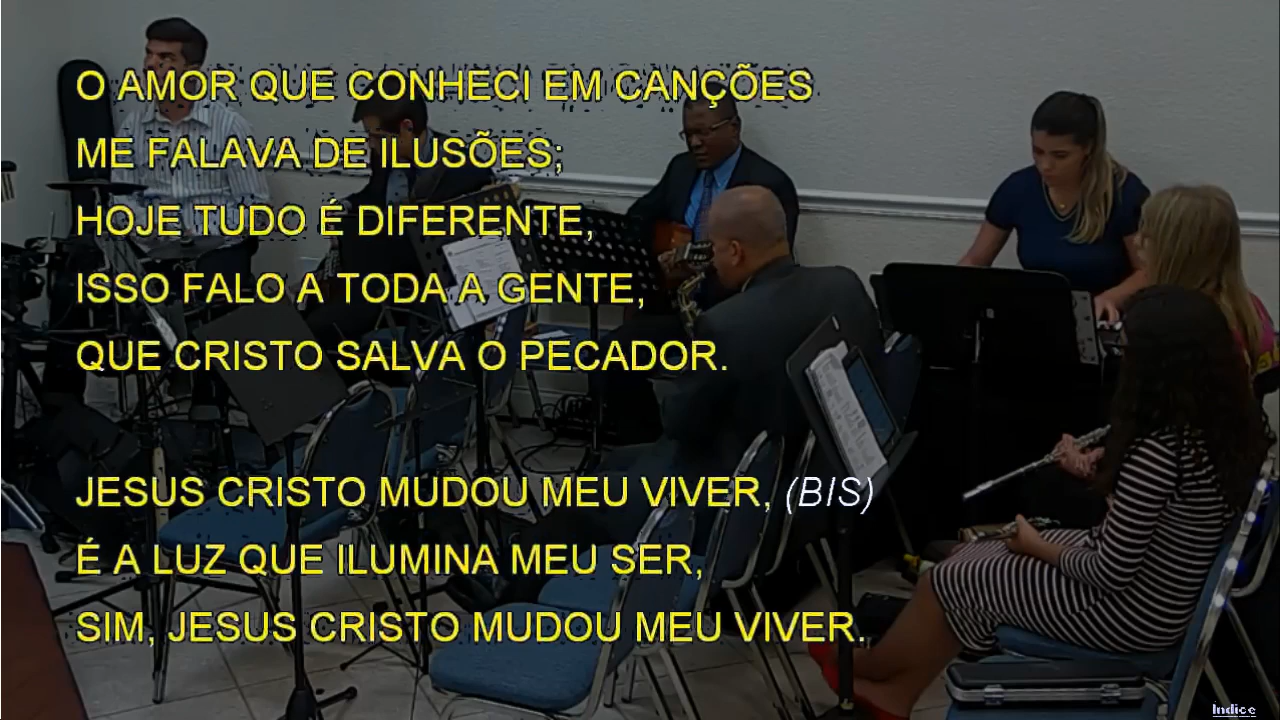 O AMOR QUE CONHECI EM CANÇÕES
ME FALAVA DE ILUSÕES;
HOJE TUDO É DIFERENTE,
ISSO FALO A TODA A GENTE,
QUE CRISTO SALVA O PECADOR.
JESUS CRISTO MUDOU MEU VIVER, (BIS)
É A LUZ QUE ILUMINA MEU SER,
SIM, JESUS CRISTO MUDOU MEU VIVER.
Indice